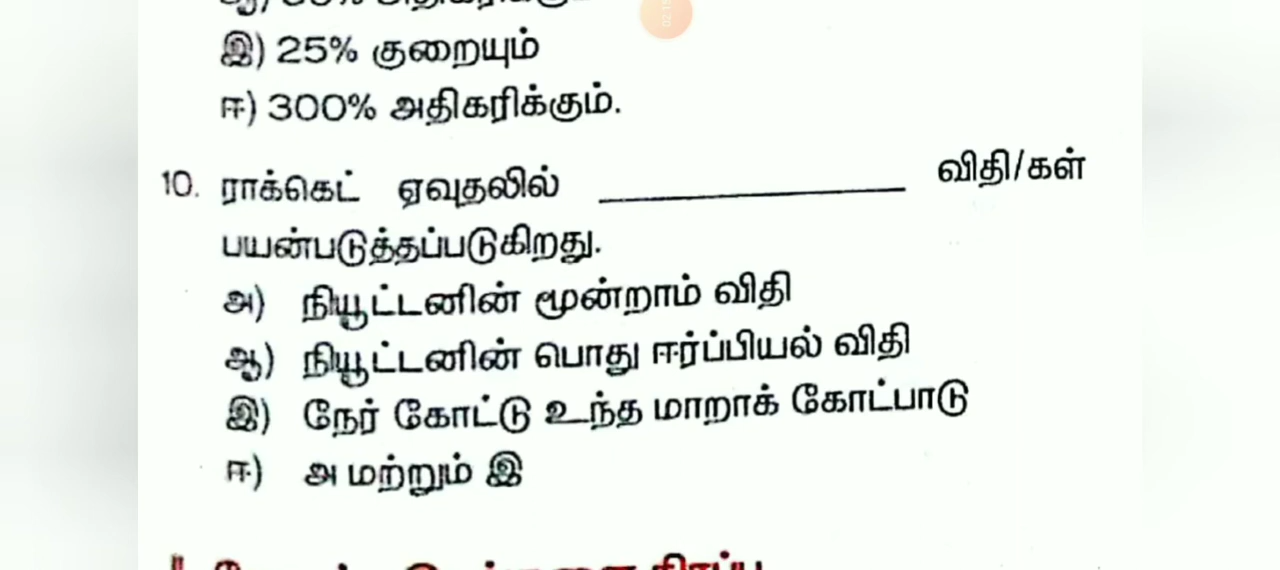 இ) 25% குறையும்
ஈ) 300% அதிகரிக்கும்.
10. ராக்கெட் ஏவுதலில் ____________ விதி/கள்
பயன்படுத்தப்படுகிறது.
அ) நியூட்டனின் மூன்றாம் விதி
ஆ) நியூட்டனின் பொது ஈர்ப்பியல் விதி
இ) நேர் கோட்டு உந்த மாறாக் கோட்பாடு
ஈ) அ மற்றும் இ